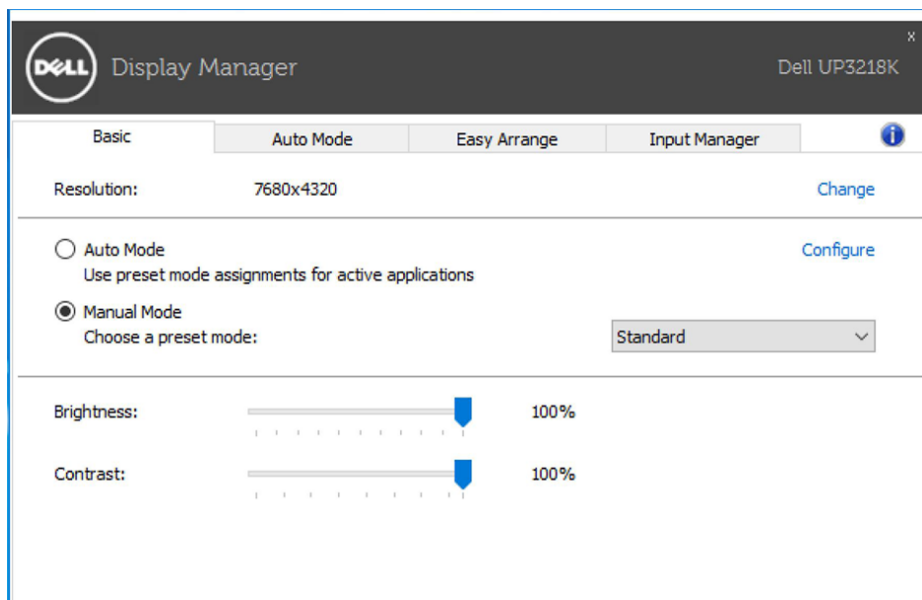 DELL Display Manager Dell UP3218K x
Basic Auto Mode Easy Arrange Input Manager i
Resolution: 7680x4320 Change
Auto Mode Configure
Use preset mode assignments for active applications
Manual Mode
Choose a preset mode: Standard
Brightness: 100%
Contrast: 100%